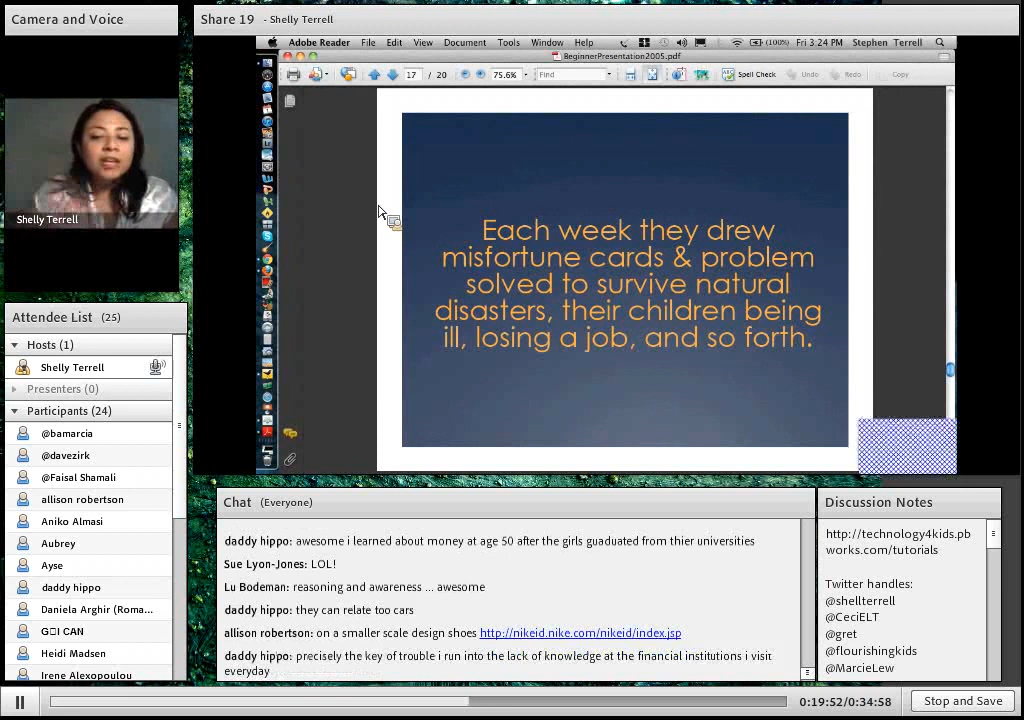 Camera and Voice
Shelly Terrell
Attendee List (25)
Hosts (1)
Shelly Terrell
Presenters (0)
Participants (24)
@bamarcia
@davezirk
@Faisal Shamali
allison robertson
Aniko Almasi
Aubrey
Ayse
daddy hippo
Daniela Arghir (Roma...
G□I CAN
Heidi Madsen
Irene Alexopoulou
Share 19 - Shelly Terrell
Adobe Reader File Edit View Document Tools Window Help (100%) Fri 3:24 PM Stephen Terrell
BeginnerPresentation2005.pdf
17 / 20 75.6% Find Spell Check Undo Redo Copy
Each week they drew
misfortune cards & problem
solved to survive natural
disasters, their children being
ill, losing a job, and so forth.
Chat (Everyone)
daddy hippo: awesome i learned about money at age 50 after the girls guaduated from thier universities
Sue Lyon-Jones: LOL!
Lu Bodeman: reasoning and awareness ... awesome
daddy hippo: they can relate too cars
allison robertson: on a smaller scale design shoes http://nikeid.nike.com/nikeid/index.jsp
daddy hippo: precisely the key of trouble i run into the lack of knowledge at the financial institutions i visit
everyday
Discussion Notes
http://technology4kids.pb
works.com/tutorials
Twitter handles:
@shellterrell
@CeciELT
@gret
@flourishingkids
@MarcieLew
0:19:52/0:34:58
Stop and Save